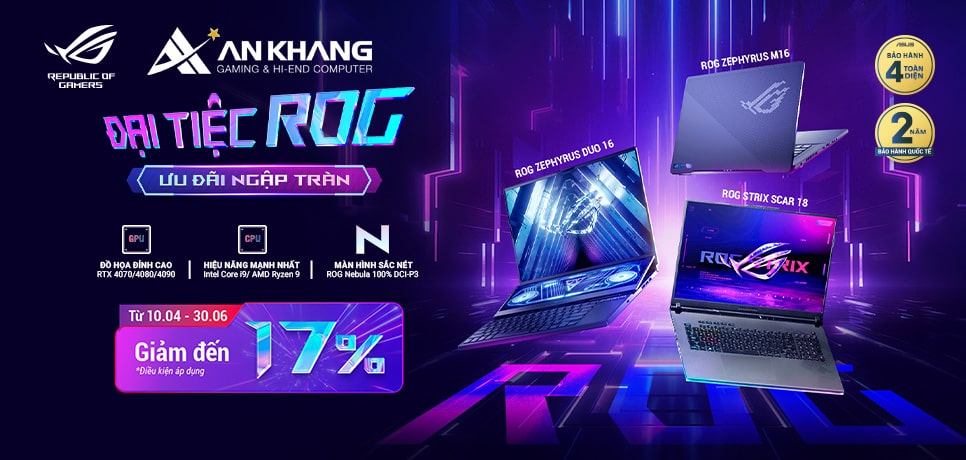 REPUBLIC OF
GAMERS
AN KHANG
GAMING & HI-END COMPUTER
ĐẠI TIỆC ROG
ƯU ĐÃI NGẬP TRÀN
GPU
ĐỒ HỌA ĐỈNH CAO
RTX 4070/4080/4090
CPU
HIỆU NĂNG MẠNH NHẤT
Intel Core i9/ AMD Ryzen 9
N
MÀN HÌNH SẮC NÉT
ROG Nebula 100% DCI-P3
Từ 10.04 - 30.06
Giảm đến
*Điều kiện áp dụng
17%
ROG ZEPHYRUS DUO 16
ROG ZEPHYRUS M16
ROG STRIX SCAR 18
ROG STRIX
ASUS
BẢO HÀNH
4 TOÀN
DIỆN
2 NĂM
BẢO HÀNH QUỐC TẾ
ROG